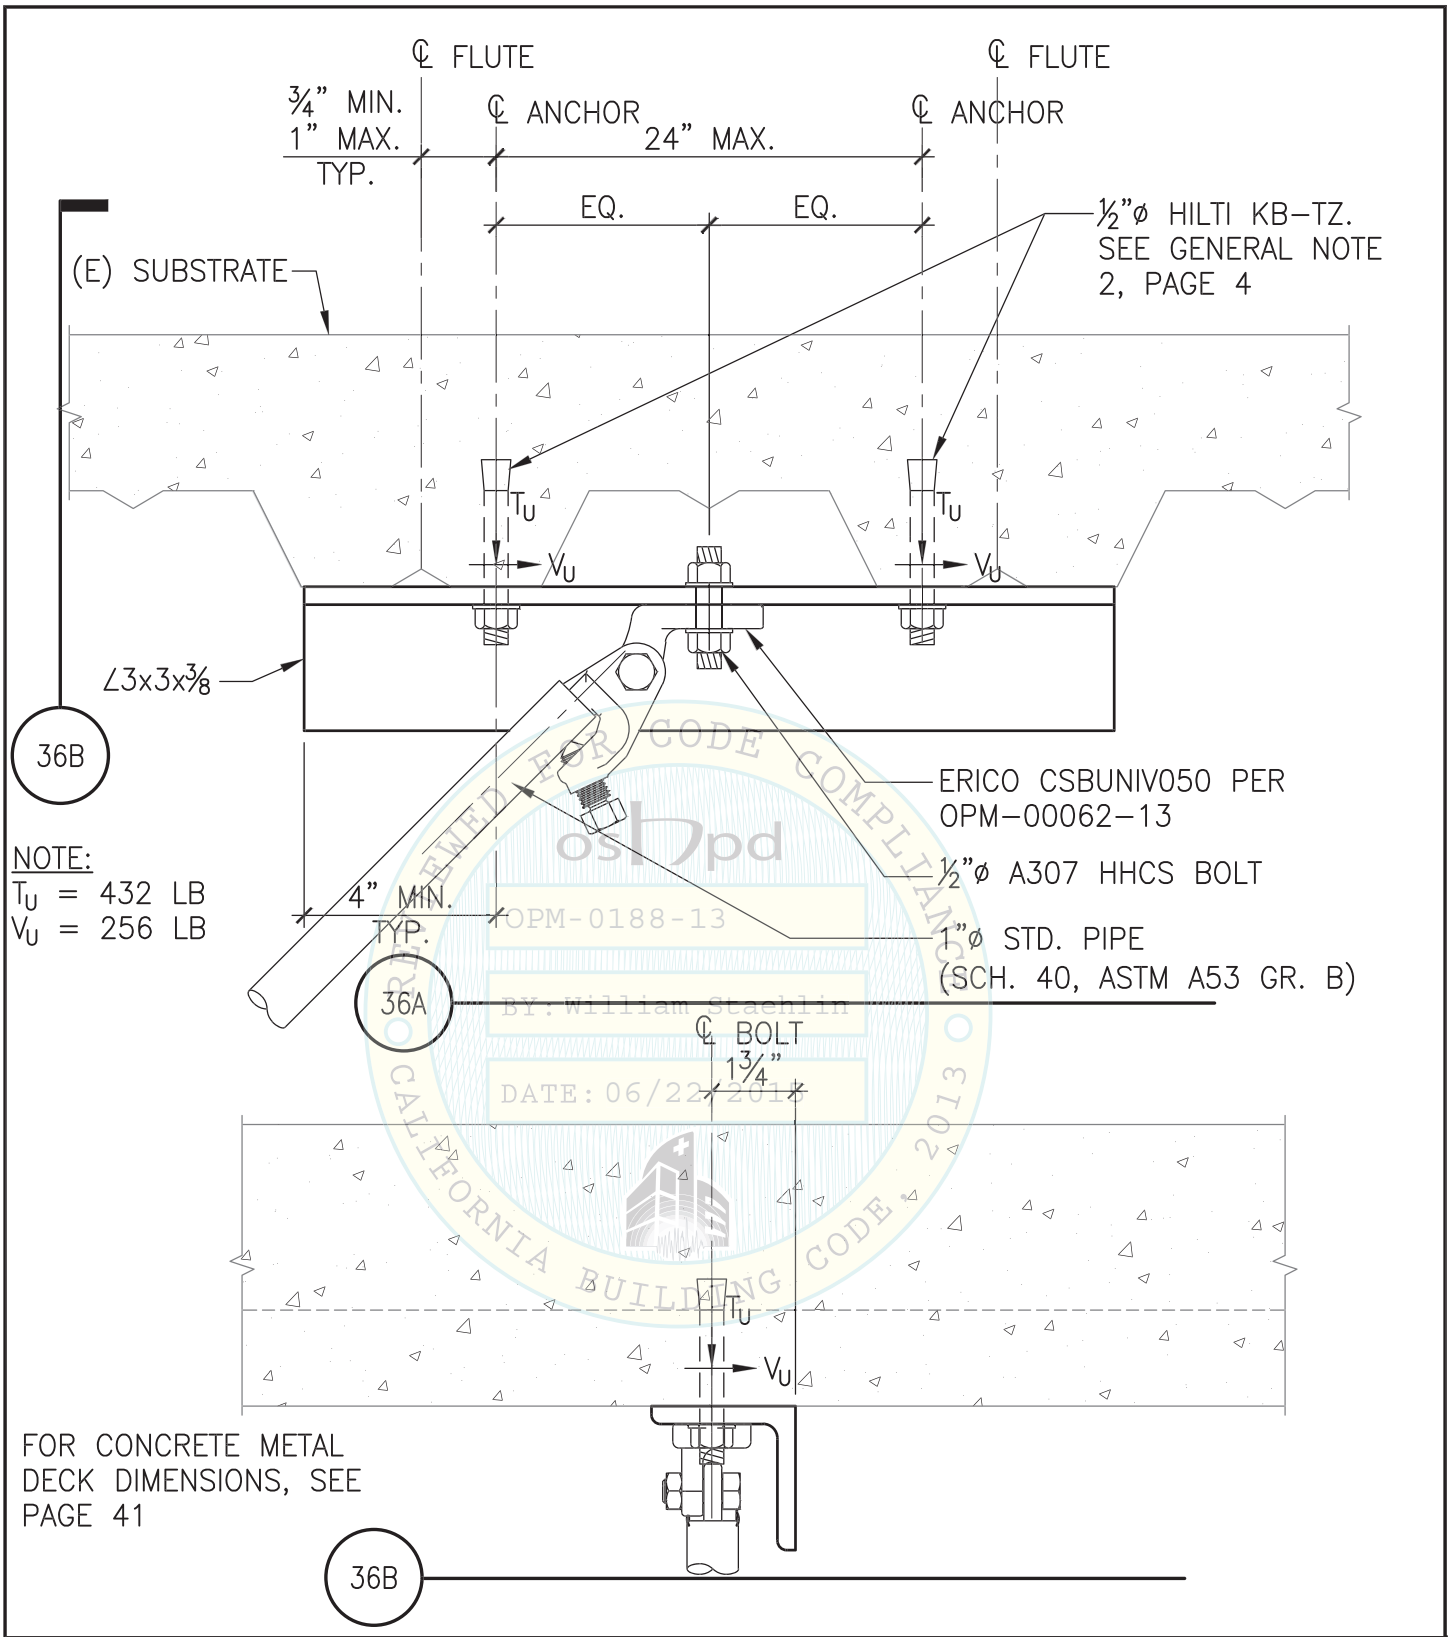 ℄ FLUTE
℄ FLUTE
¾” MIN.
1” MAX.
TYP.
℄ ANCHOR
℄ ANCHOR
24” MAX.
EQ.
EQ.
½”ø HILTI KB-TZ.
SEE GENERAL NOTE
2, PAGE 4
(E) SUBSTRATE
TU
VU
TU
VU
∠3x3x⅜
36B
ERICO CSBUNIV050 PER
OPM-00062-13
½”ø A307 HHCS BOLT
1”ø STD. PIPE
(SCH. 40, ASTM A53 GR. B)
NOTE:
TU = 432 LB
VU = 256 LB
4” MIN.
TYP.
36A
REVIEWED FOR CODE COMPLIANCE
oshpd
OPM-0188-13
BY: William Staehlin
DATE: 06/22/2015
CALIFORNIA BUILDING CODE, 2013
℄ BOLT
1¾”
TU
VU
FOR CONCRETE METAL
DECK DIMENSIONS, SEE
PAGE 41
36B